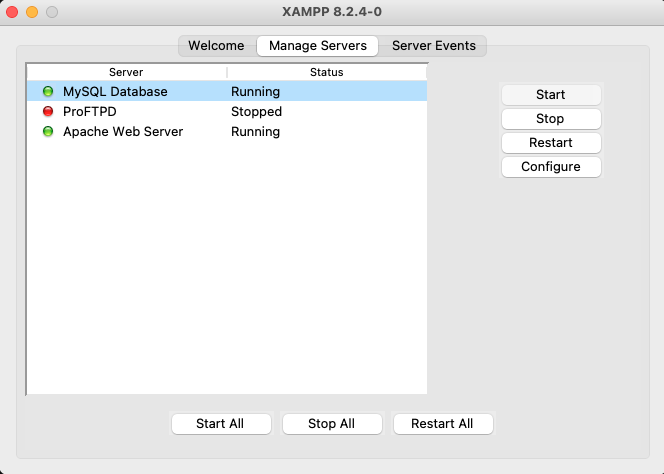 XAMPP 8.2.4-0
Welcome Manage Servers Server Events
Server Status
MySQL Database Running
ProFTPD Stopped
Apache Web Server Running
Start
Stop
Restart
Configure
Start All Stop All Restart All